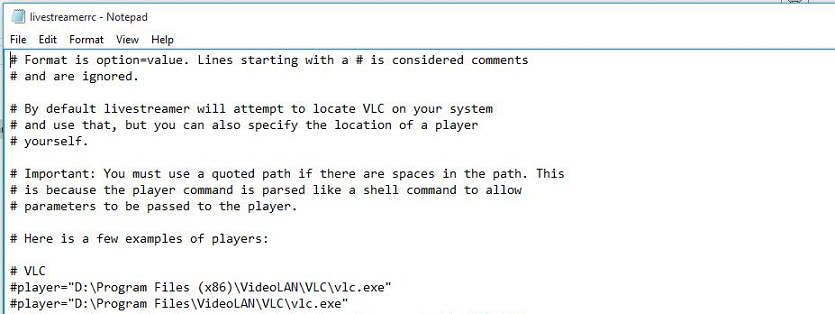 livestreamerrc - Notepad
File Edit Format View Help
# Format is option=value. Lines starting with a # is considered comments
# and are ignored.
# By default livestreamer will attempt to locate VLC on your system
# and use that, but you can also specify the location of a player
# yourself.
# Important: You must use a quoted path if there are spaces in the path. This
# is because the player command is parsed like a shell command to allow
# parameters to be passed to the player.
# Here is a few examples of players:
# VLC
#player="D:\Program Files (x86)\VideoLAN\VLC\vlc.exe"
#player="D:\Program Files\VideoLAN\VLC\vlc.exe"